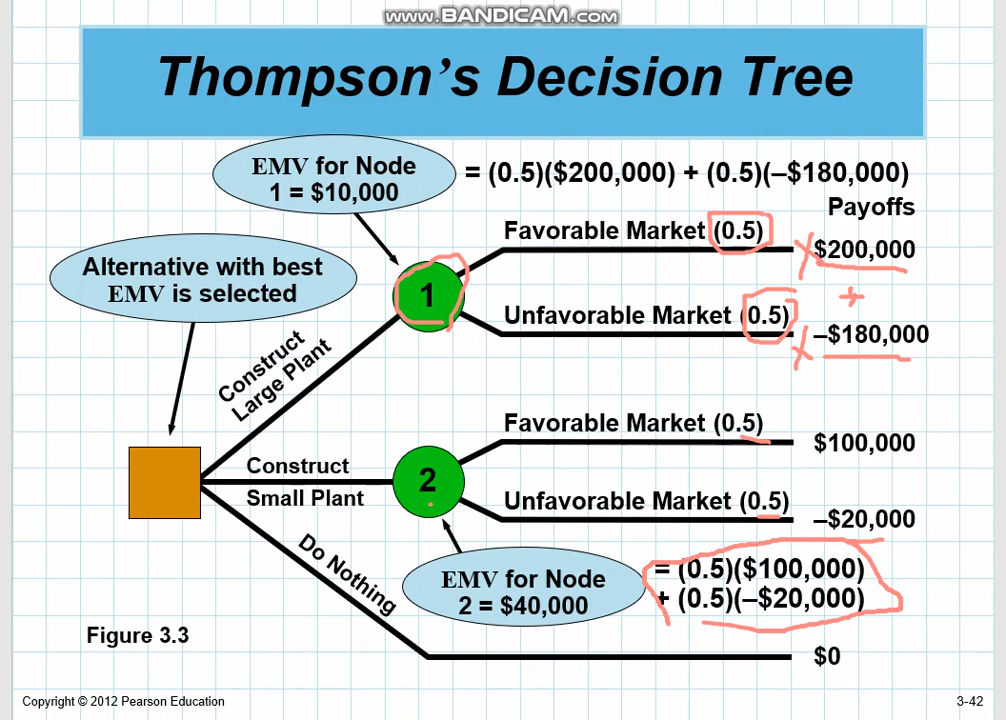 www.BANDICAM.com
Thompson's Decision Tree
EMV for Node
1 = $10,000
= (0.5)($200,000) + (0.5)(–$180,000)
Payoffs
Favorable Market (0.5)
$200,000
Alternative with best
EMV is selected
1
+
Unfavorable Market (0.5)
–$180,000
Construct
Large Plant
Favorable Market (0.5)
$100,000
Construct
Small Plant
2
Unfavorable Market (0.5)
–$20,000
Do Nothing
EMV for Node
2 = $40,000
= (0.5)($100,000)
+ (0.5)(–$20,000)
Figure 3.3
$0
Copyright © 2012 Pearson Education
3-42